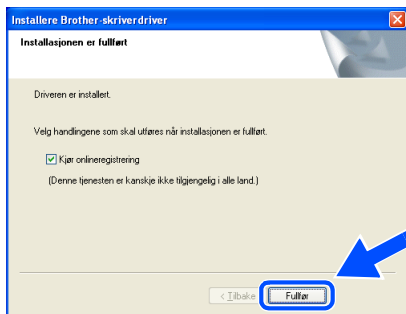 Installere Brother-skriverdriver
Installasjonen er fullført
Driveren er installert.
Velg handlingene som skal utføres når installasjonen er fullført.
Kjør onlineregistrering
(Denne tjenesten er kanskje ikke tilgjengelig i alle land.)
< Tilbake
Fullfør